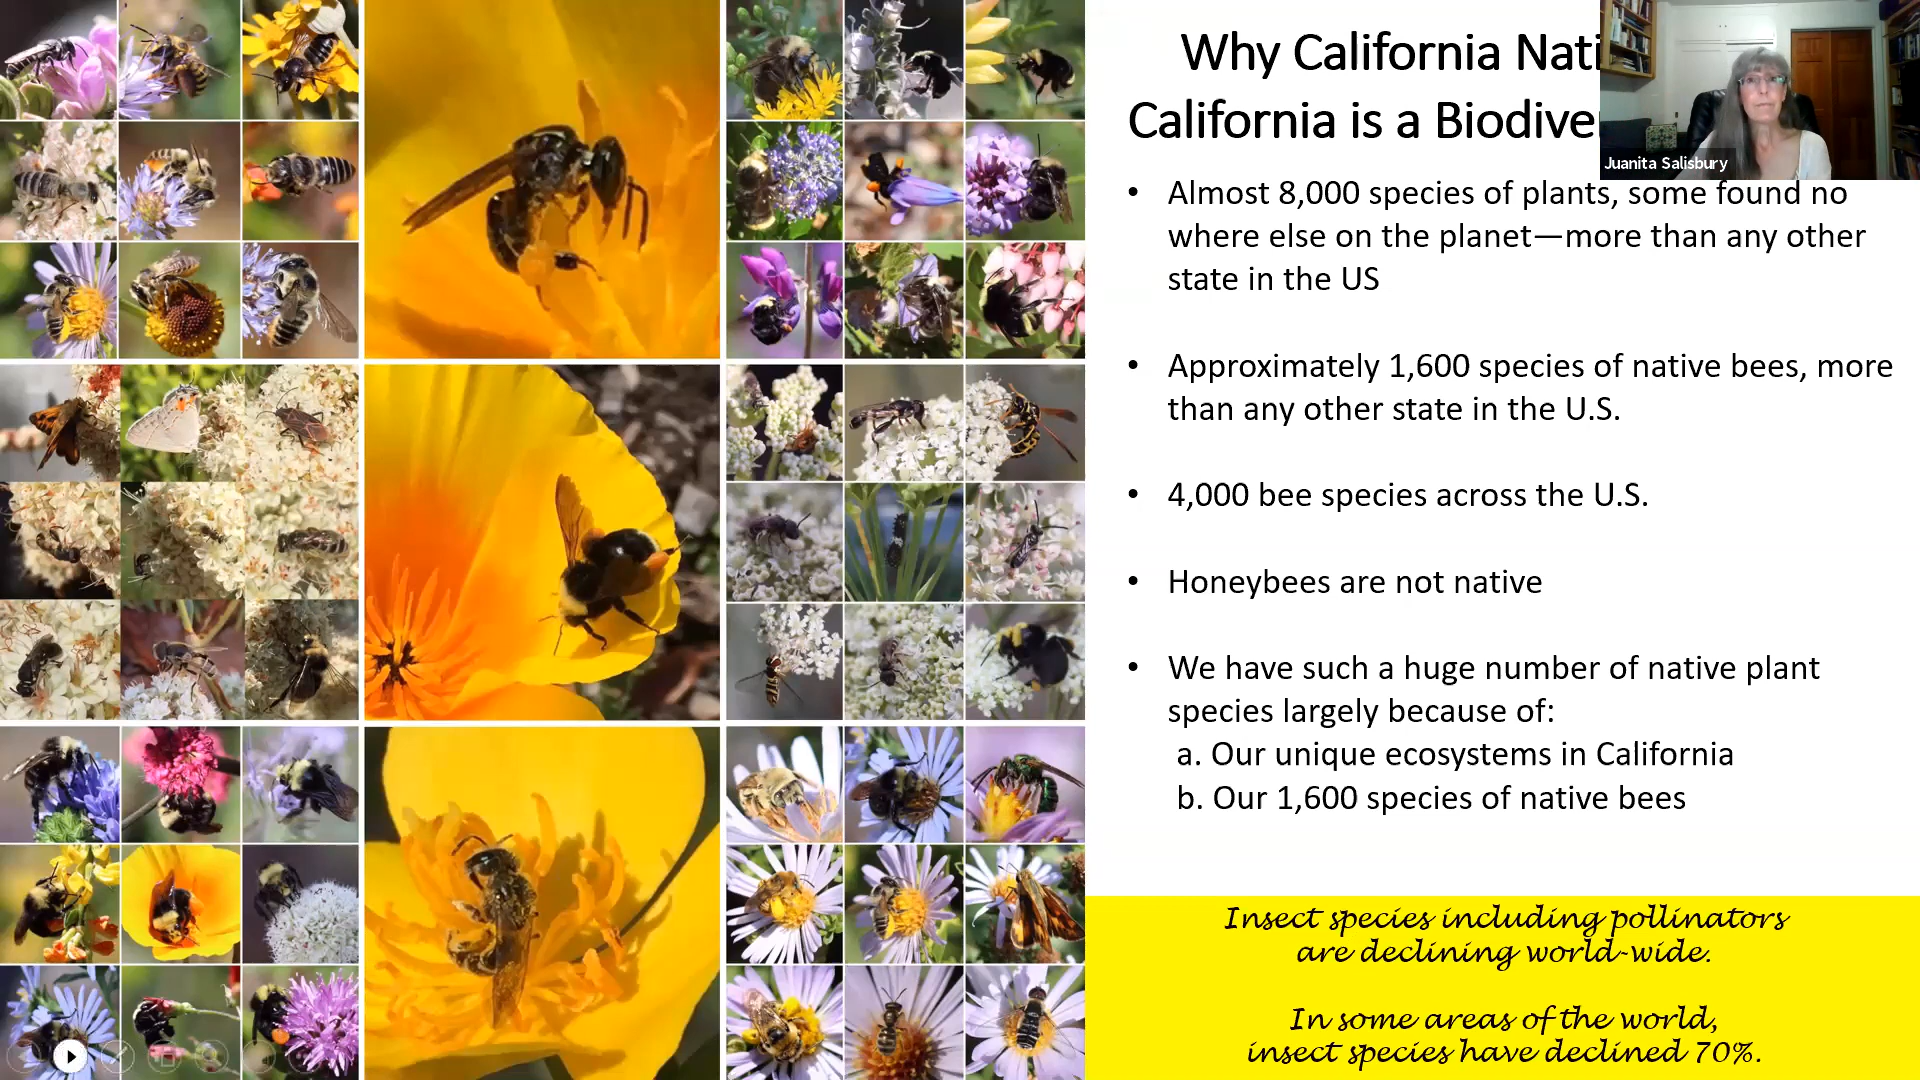 Why California Nati
California is a Biodive
Juanita Salisbury
• Almost 8,000 species of plants, some found no
where else on the planet—more than any other
state in the US
• Approximately 1,600 species of native bees, more
than any other state in the U.S.
• 4,000 bee species across the U.S.
• Honeybees are not native
• We have such a huge number of native plant
species largely because of:
a. Our unique ecosystems in California
b. Our 1,600 species of native bees
Insect species including pollinators
are declining world-wide.
In some areas of the world,
insect species have declined 70%.